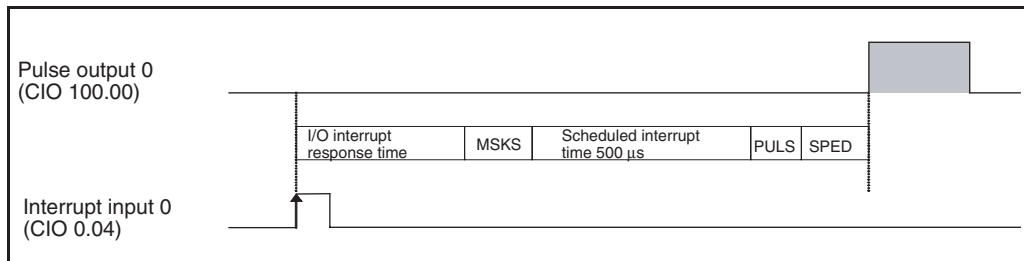 Pulse output 0
(CIO 100.00)
I/O interrupt
response time
MSKS
Scheduled interrupt
time 500 μs
PULS
SPED
Interrupt input 0
(CIO 0.04)